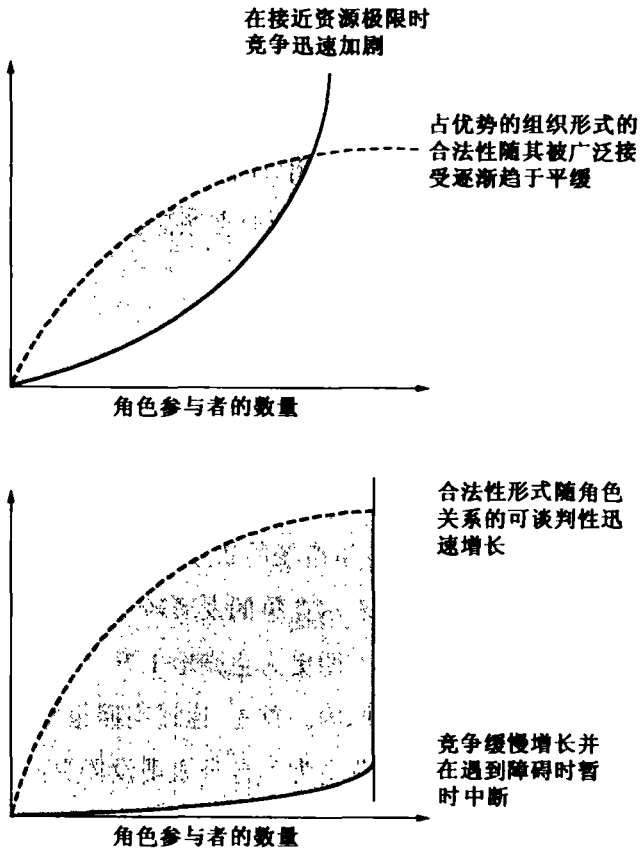 在接近资源极限时
竞争迅速加剧
占优势的组织形式的
合法性随其被广泛接
受逐渐趋于平缓
角色参与者的数量
合法性形式随角色
关系的可谈判性迅
速增长
竞争缓慢增长并
在遇到障碍时暂
时中断
角色参与者的数量